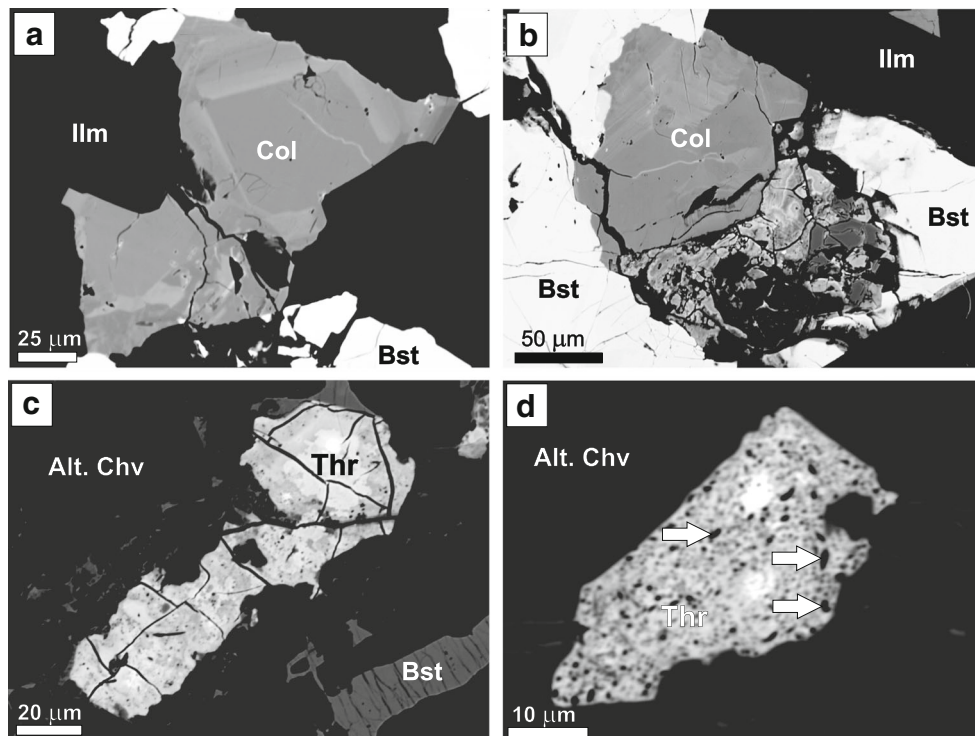 a
Ilm
Col
25 μm
Bst
b
Ilm
Col
Bst
Bst
50 μm
c
Alt. Chv
Thr
Bst
20 μm
d
Alt. Chv
Thr
10 μm